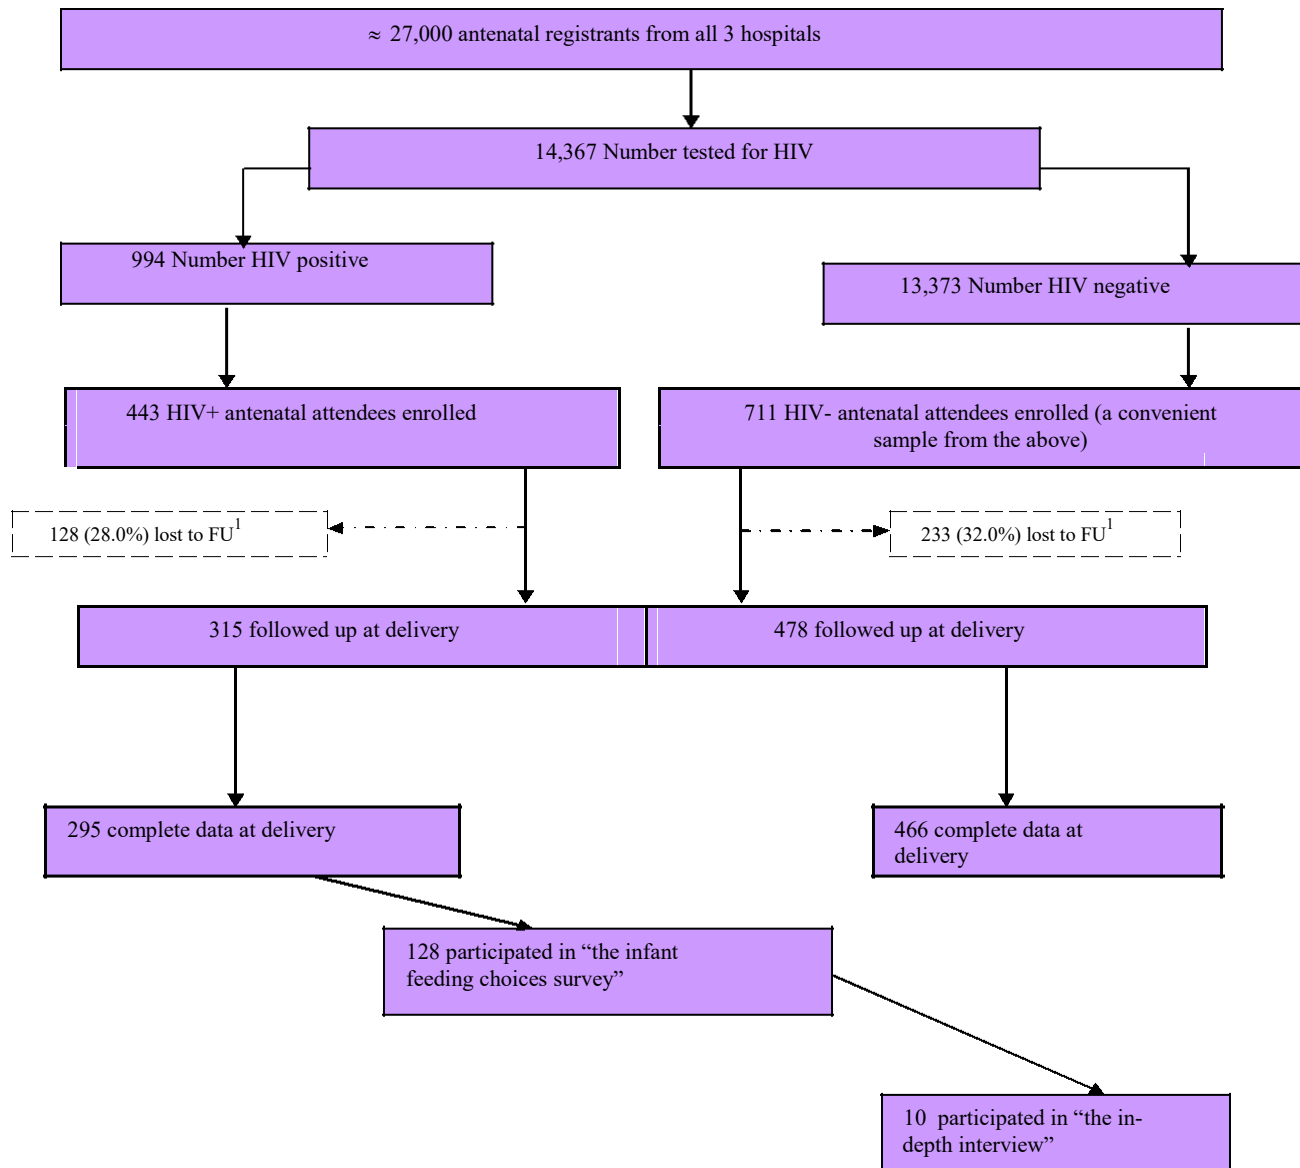 ≈ 27,000 antenatal registrants from all 3 hospitals
14,367 Number tested for HIV
994 Number HIV positive
13,373 Number HIV negative
443 HIV+ antenatal attendees enrolled
711 HIV- antenatal attendees enrolled (a convenient
sample from the above)
128 (28.0%) lost to FU1
233 (32.0%) lost to FU1
315 followed up at delivery
478 followed up at delivery
295 complete data at delivery
466 complete data at
delivery
128 participated in “the infant
feeding choices survey”
10 participated in “the in-
depth interview”